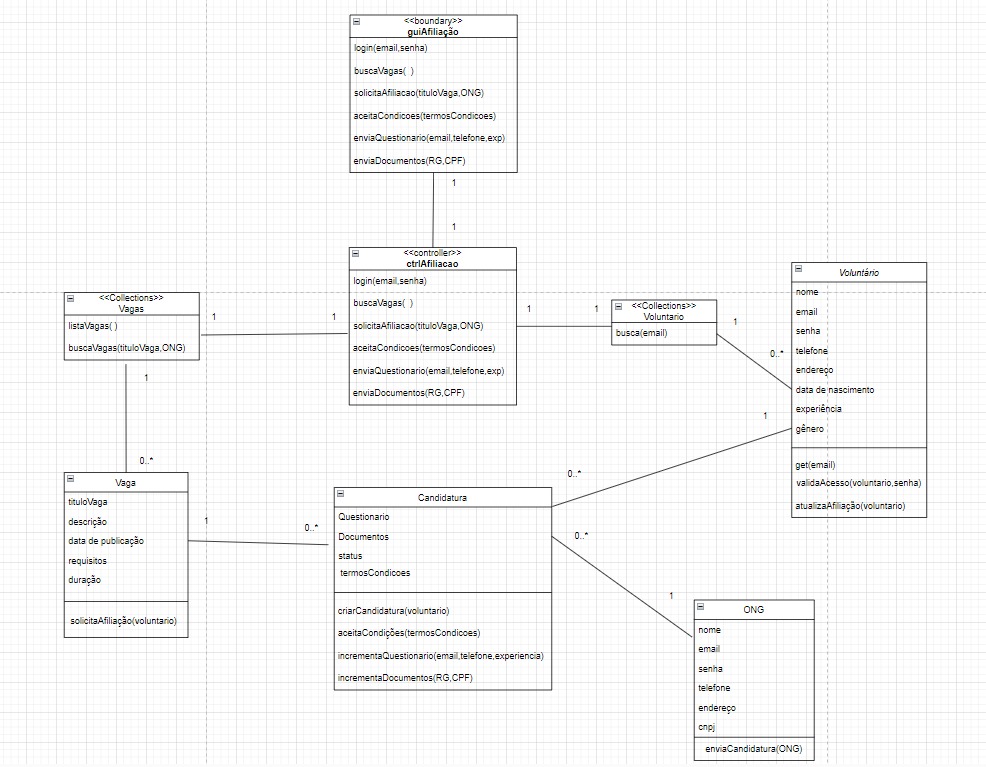 <<boundary>>
guiAfiliação
login(email,senha)
buscaVagas( )
solicitaAfiliacao(tituloVaga,ONG)
aceitaCondicoes(termosCondicoes)
enviaQuestionario(email,telefone,exp)
enviaDocumentos(RG,CPF)
1
1
<<controller>>
ctrlAfiliacao
login(email,senha)
buscaVagas( )
solicitaAfiliacao(tituloVaga,ONG)
aceitaCondicoes(termosCondicoes)
enviaQuestionario(email,telefone,exp)
enviaDocumentos(RG,CPF)
<<Collections>>
Vagas
listaVagas( )
buscaVagas(tituloVaga,ONG)
1
1
1
1
<<Collections>>
Voluntario
busca(email)
1
0..*
Voluntário
nome
email
senha
telefone
endereço
data de nascimento
experiência
gênero
get(email)
validaAcesso(voluntario,senha)
atualizaAfiliação(voluntario)
1
0..*
1
0..*
Vaga
tituloVaga
descrição
data de publicação
requisitos
duração
solicitaAfiliação(voluntario)
1
0..*
Candidatura
Questionario
Documentos
status
termosCondicoes
criarCandidatura(voluntario)
aceitaCondições(termosCondicoes)
incrementaQuestionario(email,telefone,experiencia)
incrementaDocumentos(RG,CPF)
0..*
1
ONG
nome
email
senha
telefone
endereço
cnpj
enviaCandidatura(ONG)